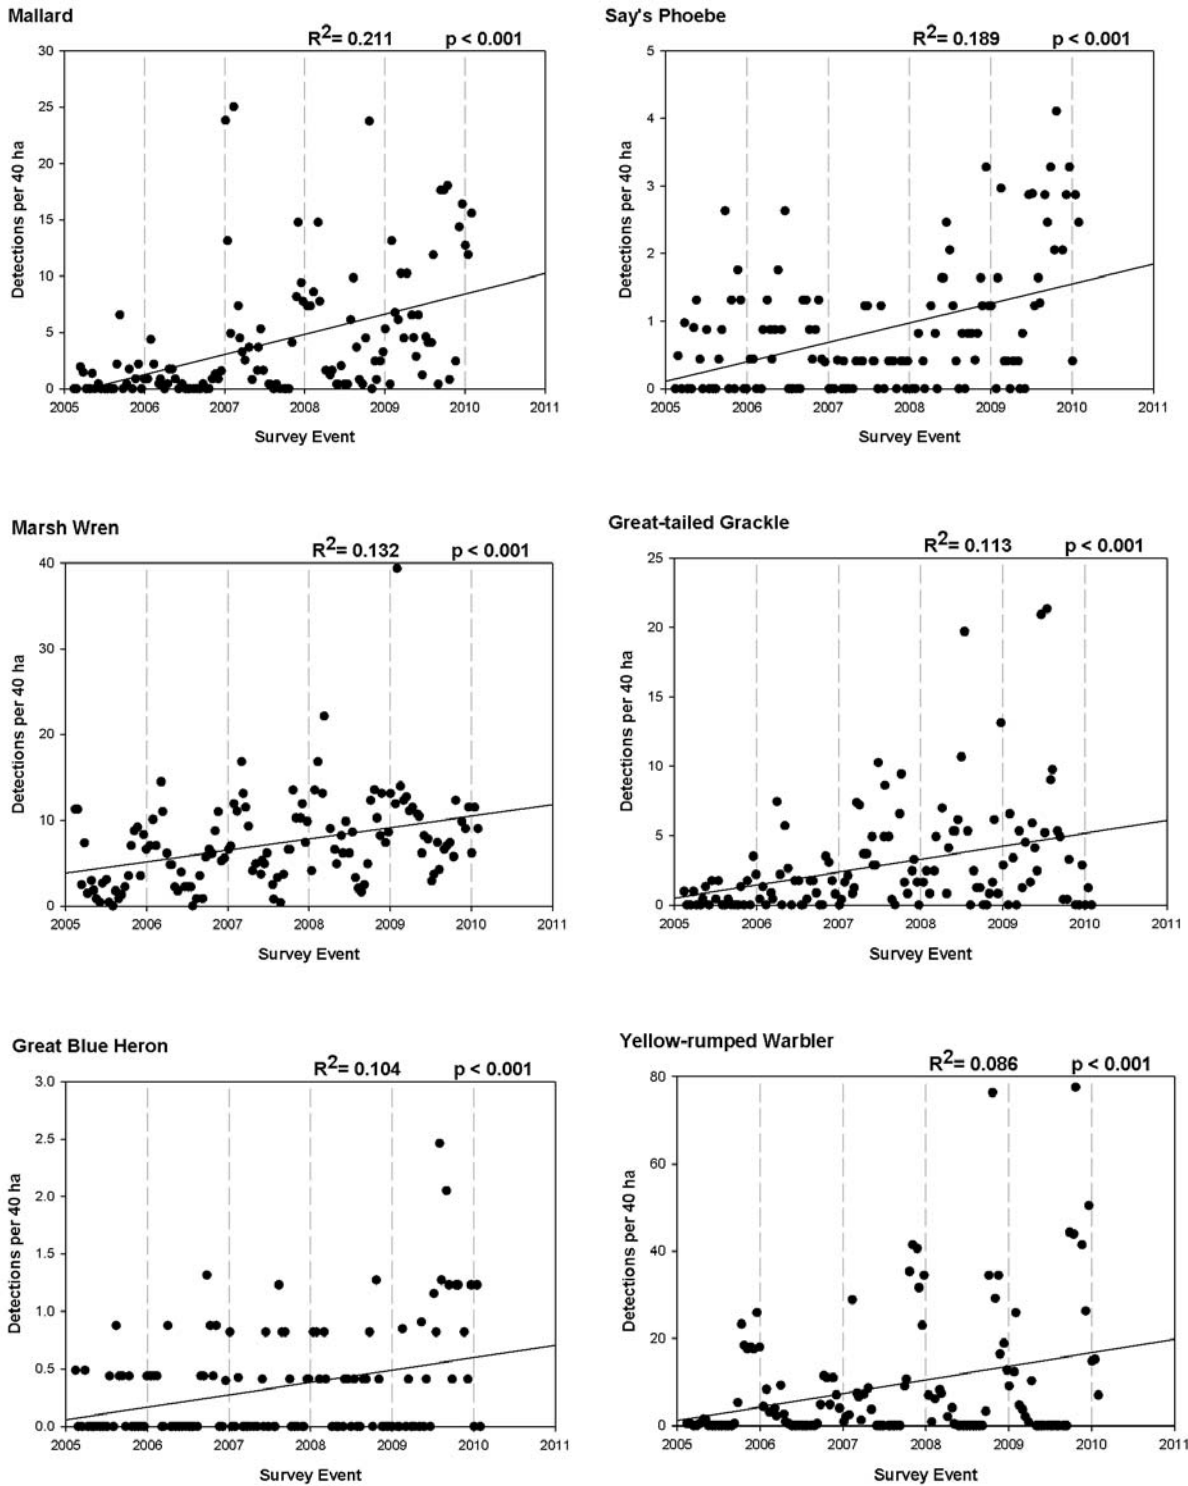 Mallard
R2= 0.211 p < 0.001
30
25
20
15
10
5
0
Detections per 40 ha
2005 2006 2007 2008 2009 2010 2011
Survey Event
Say's Phoebe
R2= 0.189 p < 0.001
5
4
3
2
1
0
Detections per 40 ha
2005 2006 2007 2008 2009 2010 2011
Survey Event
Marsh Wren
R2= 0.132 p < 0.001
40
30
20
10
0
Detections per 40 ha
2005 2006 2007 2008 2009 2010 2011
Survey Event
Great-tailed Grackle
R2= 0.113 p < 0.001
25
20
15
10
5
0
Detections per 40 ha
2005 2006 2007 2008 2009 2010 2011
Survey Event
Great Blue Heron
R2= 0.104 p < 0.001
3.0
2.5
2.0
1.5
1.0
0.5
0.0
Detections per 40 ha
2005 2006 2007 2008 2009 2010 2011
Survey Event
Yellow-rumped Warbler
R2= 0.086 p < 0.001
80
60
40
20
0
Detections per 40 ha
2005 2006 2007 2008 2009 2010 2011
Survey Event